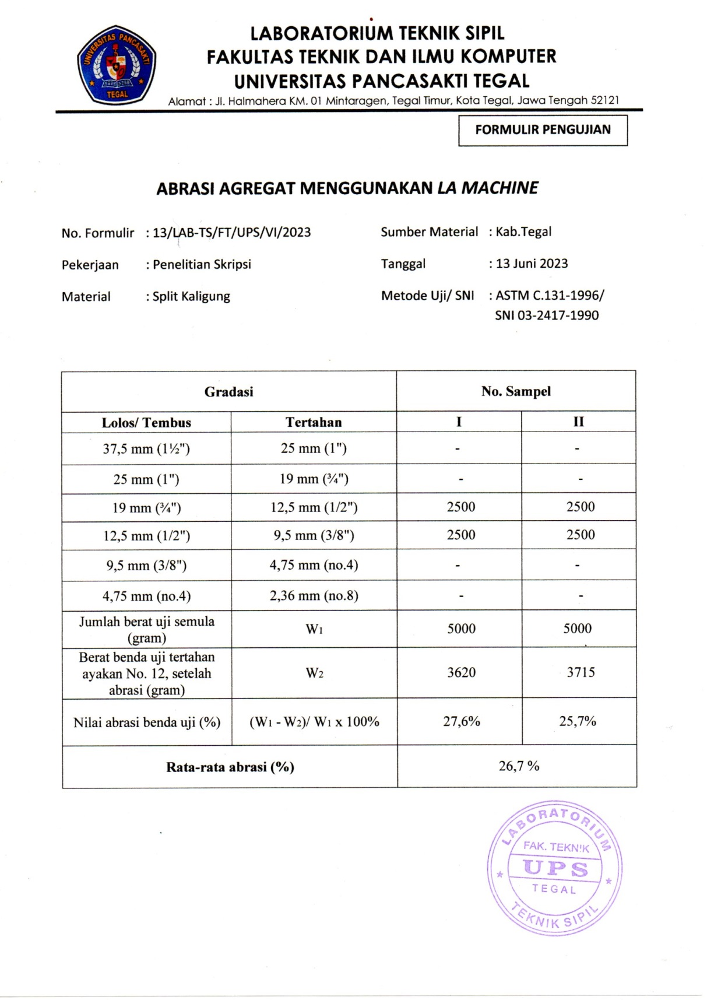 UNIVERSITAS PANCASAKTI
TEGAL
LABORATORIUM TEKNIK SIPIL
FAKULTAS TEKNIK DAN ILMU KOMPUTER
UNIVERSITAS PANCASAKTI TEGAL
Alamat : Jl. Halmahera KM. 01 Mintaragen, Tegal Timur, Kota Tegal, Jawa Tengah 52121
FORMULIR PENGUJIAN
ABRASI AGREGAT MENGGUNAKAN LA MACHINE
No. Formulir : 13/LAB-TS/FT/UPS/VI/2023 Sumber Material : Kab.Tegal
Pekerjaan : Penelitian Skripsi Tanggal : 13 Juni 2023
Material : Split Kaligung Metode Uji/ SNI : ASTM C.131-1996/
SNI 03-2417-1990
Gradasi No. Sampel
Lolos/ Tembus Tertahan I II
37,5 mm (1½") 25 mm (1") - -
25 mm (1") 19 mm (¾") - -
19 mm (¾") 12,5 mm (1/2") 2500 2500
12,5 mm (1/2") 9,5 mm (3/8") 2500 2500
9,5 mm (3/8") 4,75 mm (no.4) - -
4,75 mm (no.4) 2,36 mm (no.8) - -
Jumlah berat uji semula
(gram) W1 5000 5000
Berat benda uji tertahan
ayakan No. 12, setelah W2 3620 3715
abrasi (gram)
Nilai abrasi benda uji (%) (W1 - W2)/ W1 x 100% 27,6% 25,7%
Rata-rata abrasi (%) 26,7 %
LABORATORIUM
FAK. TEKNIK
UPS
TEGAL
TEKNIK SIPIL